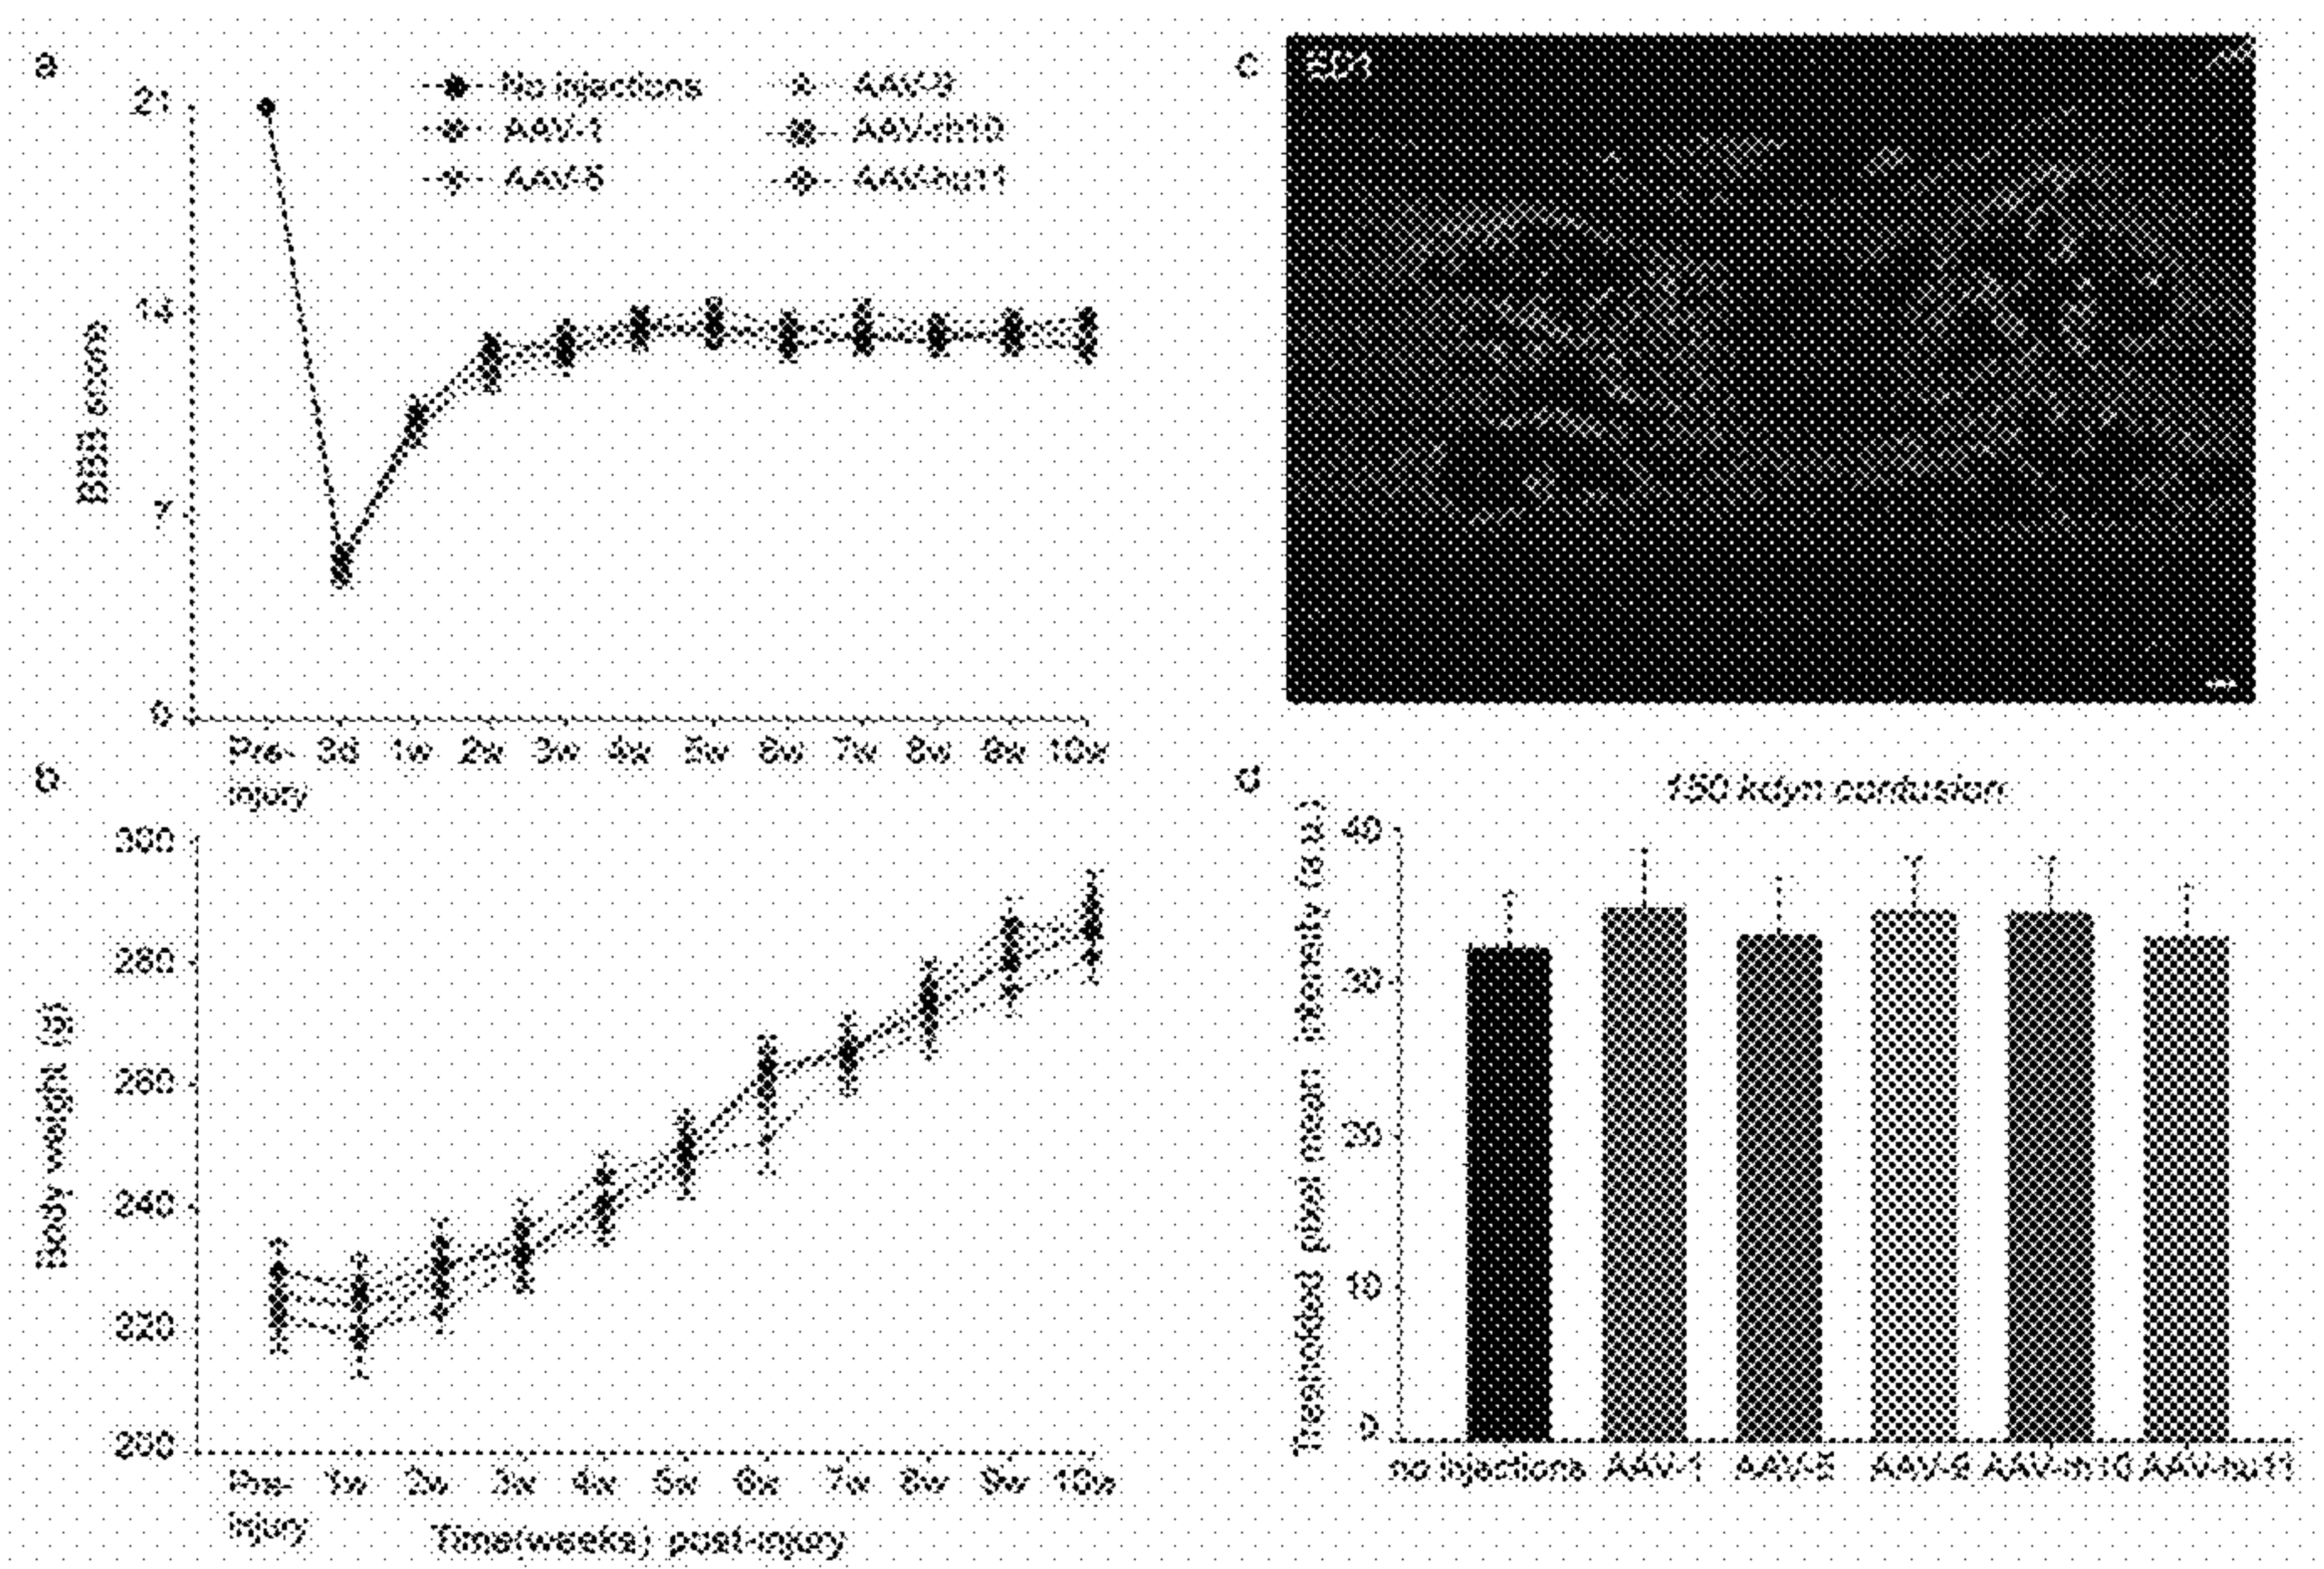 a
No injections
AAV-1
AAV-5
AAV-9
AAV-rh10
AAV-hu11
21
14
7
0
BBB score
Pre-injury 3d 1w 2w 3w 4w 5w 6w 7w 8w 9w 10w
b
300
280
260
240
220
200
Body weight (g)
Pre-injury 1w 2w 3w 4w 5w 6w 7w 8w 9w 10w
Time(weeks) post-injury
c
ED1
d
150 kdyn contusion
40
30
20
10
0
Tresholded pixel mean intensity (a.u.)
no injections AAV-1 AAV-5 AAV-9 AAV-rh10 AAV-hu11